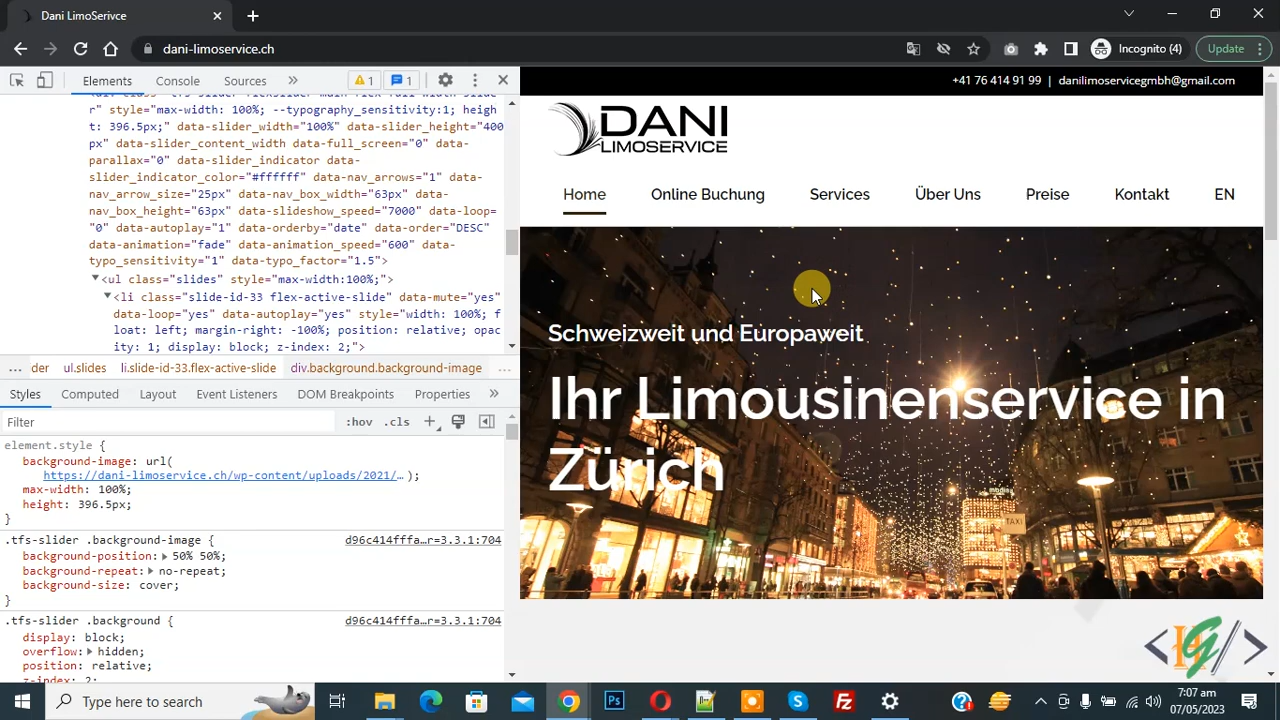 Dani LimoService
dani-limoservice.ch
Incognito (4)
Update
Elements
Console
Sources
1
1
r" style="max-width: 100%; --typography_sensitivity:1; heigh
t: 396.5px;" data-slider_width="100%" data-slider_height="400
px" data-slider_content_width data-full_screen="0" data-
parallax="0" data-slider_indicator data-
slider_indicator_color="#ffffff" data-nav_arrows="1" data-
nav_arrow_size="25px" data-nav_box_width="63px" data-
nav_box_height="63px" data-slideshow_speed="7000" data-loop=
"0" data-autoplay="1" data-orderby="date" data-order="DESC"
data-animation="fade" data-animation_speed="600" data-
typo_sensitivity="1" data-typo_factor="1.5">
<ul class="slides" style="max-width:100%;">
<li class="slide-id-33 flex-active-slide" data-mute="yes"
data-loop="yes" data-autoplay="yes" style="width: 100%; f
loat: left; margin-right: -100%; position: relative; opac
ity: 1; display: block; z-index: 2;">
... der ul.slides li.slide-id-33.flex-active-slide div.background.background-image ...
Styles
Computed
Layout
Event Listeners
DOM Breakpoints
Properties
Filter
:hov .cls
element.style {
background-image: url(
https://dani-limoservice.ch/wp-content/uploads/2021/… );
max-width: 100%;
height: 396.5px;
}
.tfs-slider .background-image {
d96c414fffa…r=3.3.1:704
background-position: 50% 50%;
background-repeat: no-repeat;
background-size: cover;
}
.tfs-slider .background {
d96c414fffa…r=3.3.1:704
display: block;
overflow: hidden;
position: relative;
z-index: 2;
+41 76 414 91 99 | danilimoservicegmbh@gmail.com
DANI
LIMOSERVICE
Home
Online Buchung
Services
Über Uns
Preise
Kontakt
EN
Schweizweit und Europaweit
Ihr Limousinenservice in
Zürich
TAXI
Type here to search
7:07 am
07/05/2023